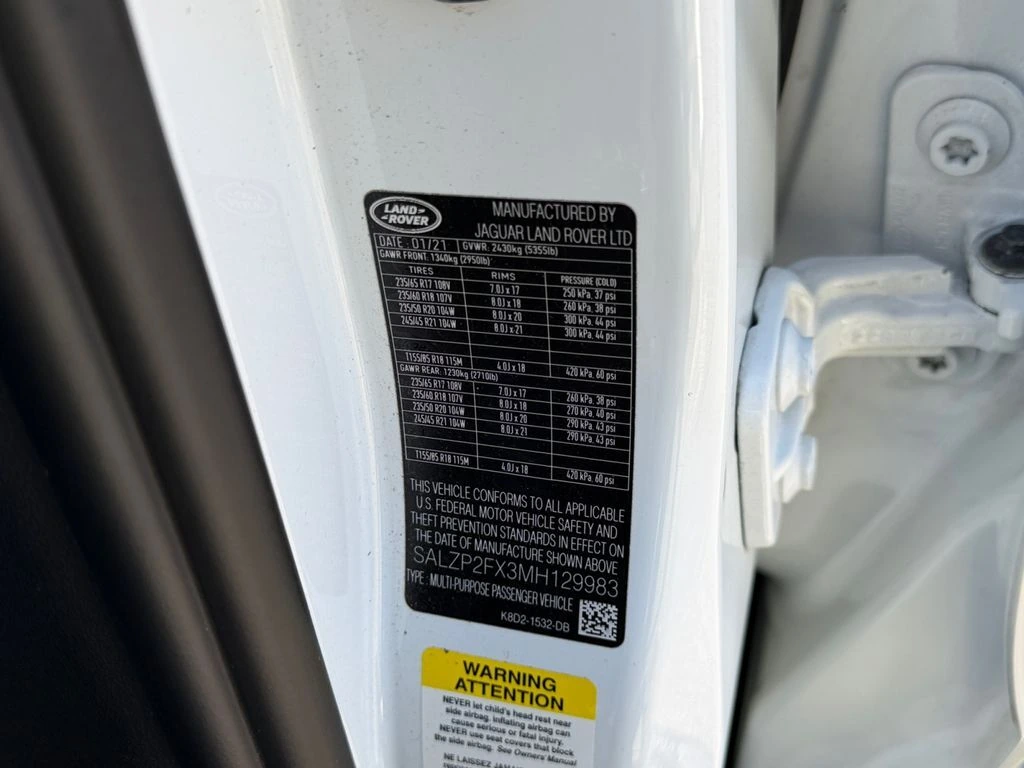 LAND-
-ROVER
MANUFACTURED BY
JAGUAR LAND ROVER LTD
DATE: 01/21 GVWR: 2430kg (5355lb)
GAWR FRONT: 1340kg (2950lb)
TIRES RIMS PRESSURE (COLD)
235/65 R17 108V 7.0J x 17 250 kPa, 37 psi
235/60 R18 107V 8.0J x 18 260 kPa, 38 psi
235/50 R20 104W 8.0J x 20 300 kPa, 44 psi
245/45 R21 104W 8.0J x 21 300 kPa, 44 psi
T155/85 R18 115M 4.0J x 18 420 kPa, 60 psi
GAWR REAR: 1230kg (2710lb)
235/65 R17 108V 7.0J x 17 260 kPa, 38 psi
235/60 R18 107V 8.0J x 18 270 kPa, 40 psi
235/50 R20 104W 8.0J x 20 290 kPa, 43 psi
245/45 R21 104W 8.0J x 21 290 kPa, 43 psi
T155/85 R18 115M 4.0J x 18 420 kPa, 60 psi
THIS VEHICLE CONFORMS TO ALL APPLICABLE
U.S. FEDERAL MOTOR VEHICLE SAFETY AND
THEFT PREVENTION STANDARDS IN EFFECT ON
THE DATE OF MANUFACTURE SHOWN ABOVE
SALZP2FX3MH129983
TYPE: MULTI-PURPOSE PASSENGER VEHICLE
K8D2-1532-DB
WARNING
ATTENTION
NEVER let child's head rest near
side airbag. inflating airbag can
cause serious or fatal injury.
NEVER use seat covers that block
the side airbag. See Owners Manual
NE LAISSEZ JAMAIS